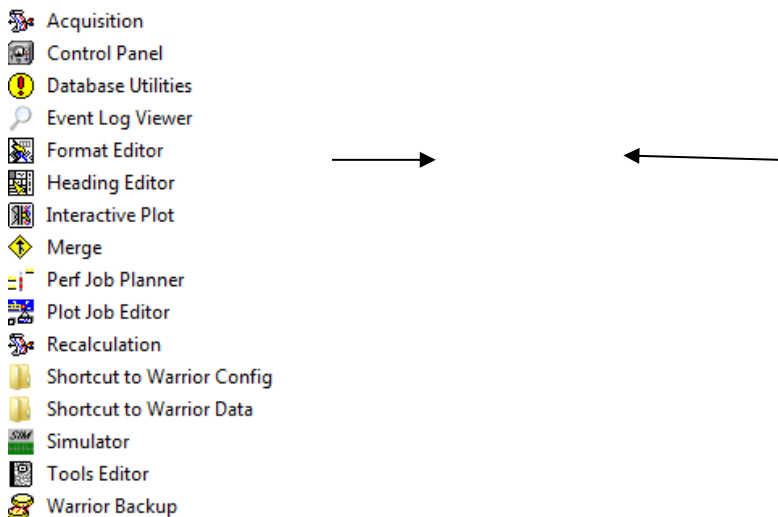 Acquisition
Control Panel
Database Utilities
Event Log Viewer
Format Editor
Heading Editor
Interactive Plot
Merge
Perf Job Planner
Plot Job Editor
Recalculation
Shortcut to Warrior Config
Shortcut to Warrior Data
SIM Simulator
Tools Editor
Warrior Backup